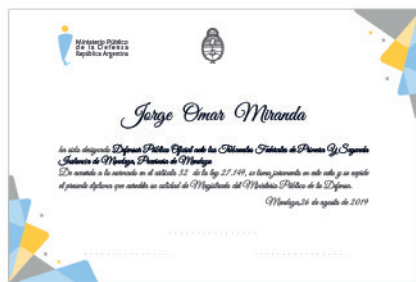 Ministerio Público
de la Defensa
República Argentina
Jorge Omar Miranda
ha sido designado Defensor Público Oficial ante los Tribunales Federales de Primera Y Segunda
Instancia de Mendoza, Provincia de Mendoza
De acuerdo a lo normado en el artículo 32 de la ley 27.149, se toma juramento en este acto y se expide
el presente diploma que acredita su calidad de Magistrado del Ministerio Público de la Defensa.
Mendoza,26 de agosto de 2019